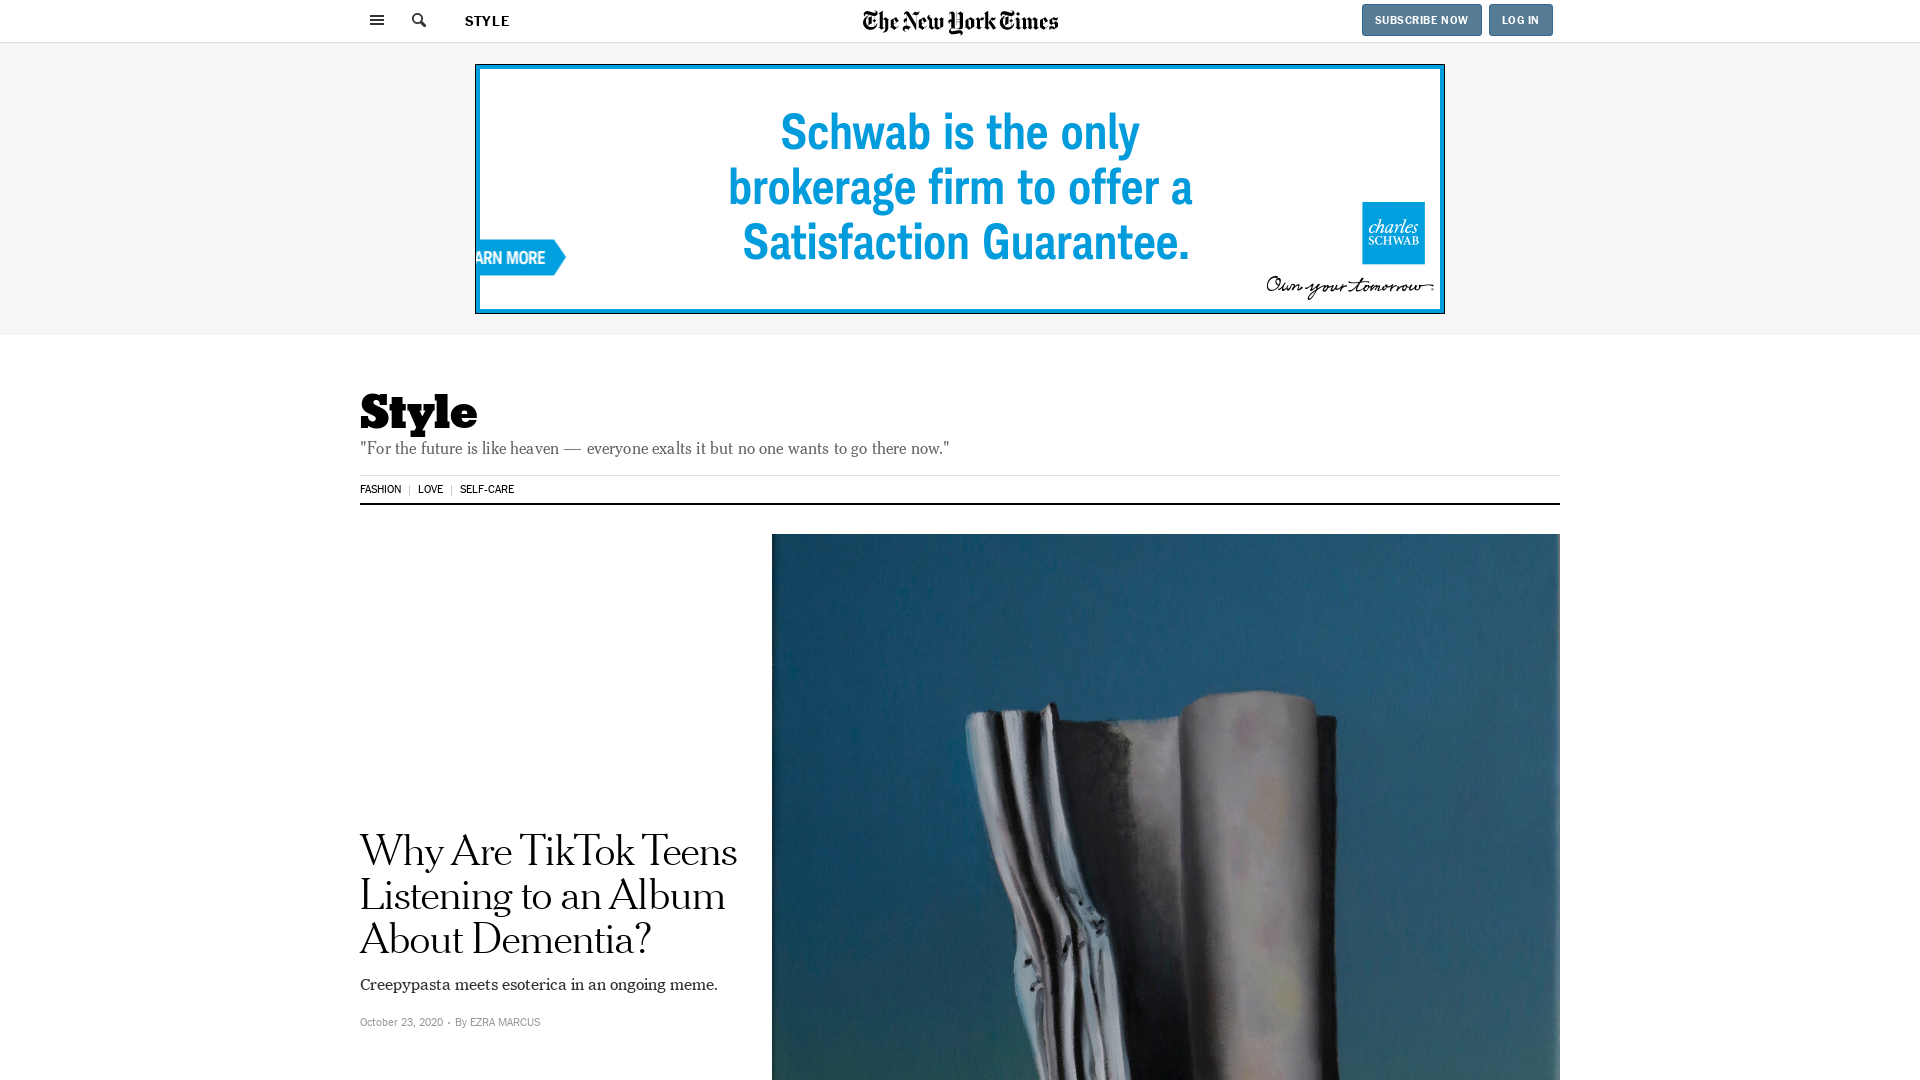 STYLE
The New York Times
SUBSCRIBE NOW
LOG IN
Schwab is the only
brokerage firm to offer a
Satisfaction Guarantee.
ARN MORE
charles
SCHWAB
Own your tomorrow.
Style
"For the future is like heaven — everyone exalts it but no one wants to go there now."
FASHION | LOVE | SELF-CARE
Why Are TikTok Teens
Listening to an Album
About Dementia?
Creepypasta meets esoterica in an ongoing meme.
October 23, 2020 · By EZRA MARCUS